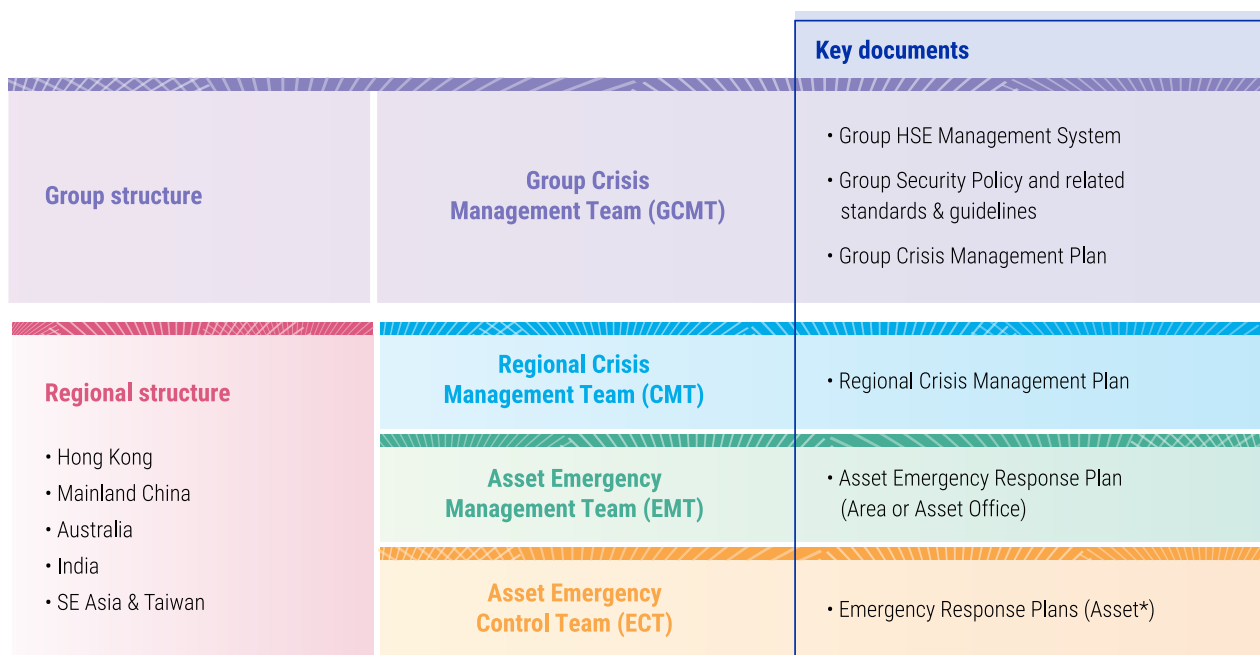 Key documents
Group structure
Group Crisis
Management Team (GCMT)
• Group HSE Management System
• Group Security Policy and related
standards & guidelines
• Group Crisis Management Plan
Regional structure
• Hong Kong
• Mainland China
• Australia
• India
• SE Asia & Taiwan
Regional Crisis
Management Team (CMT)
• Regional Crisis Management Plan
Asset Emergency
Management Team (EMT)
• Asset Emergency Response Plan
(Area or Asset Office)
Asset Emergency
Control Team (ECT)
• Emergency Response Plans (Asset*)